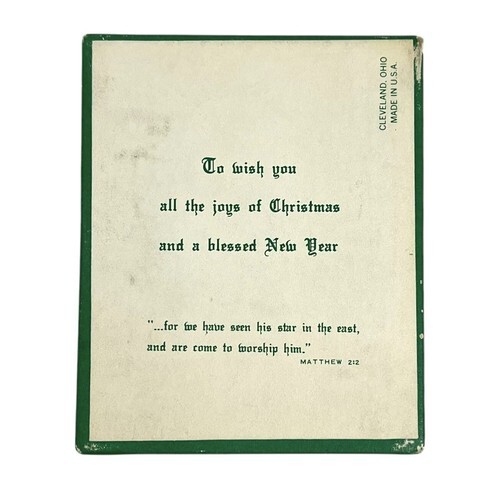 CLEVELAND, OHIO
MADE IN U.S.A.
To wish you
all the joys of Christmas
and a blessed New Year
"...for we have seen his star in the east,
and are come to worship him."
MATTHEW 2:2